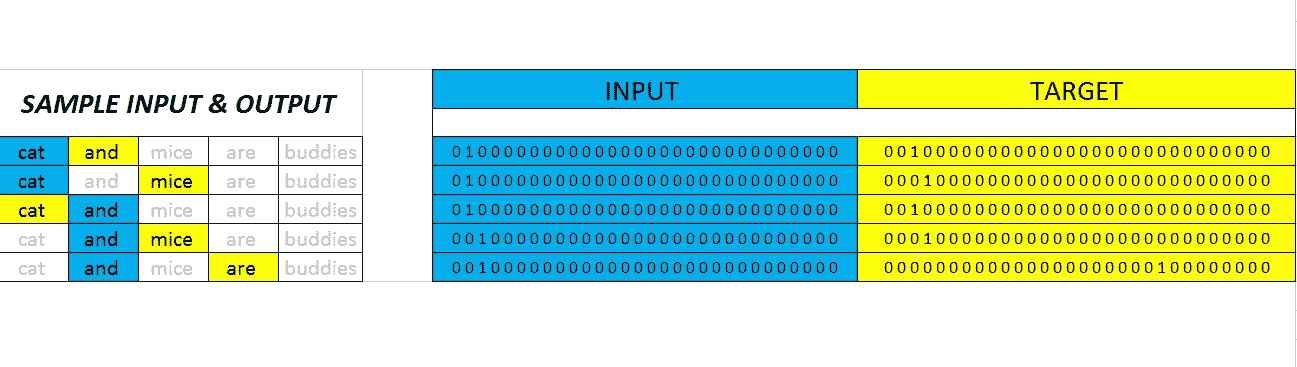 SAMPLE INPUT & OUTPUT INPUT TARGET
cat and mice are buddies 0 1 0 0 0 0 0 0 0 0 0 0 0 0 0 0 0 0 0 0 0 0 0 0 0 0 0 0 0 0 0 0 1 0 0 0 0 0 0 0 0 0 0 0 0 0 0 0 0 0 0 0 0 0 0 0 0 0 0 0
cat and mice are buddies 0 1 0 0 0 0 0 0 0 0 0 0 0 0 0 0 0 0 0 0 0 0 0 0 0 0 0 0 0 0 0 0 0 1 0 0 0 0 0 0 0 0 0 0 0 0 0 0 0 0 0 0 0 0 0 0 0 0 0 0
cat and mice are buddies 0 1 0 0 0 0 0 0 0 0 0 0 0 0 0 0 0 0 0 0 0 0 0 0 0 0 0 0 0 0 0 0 1 0 0 0 0 0 0 0 0 0 0 0 0 0 0 0 0 0 0 0 0 0 0 0 0 0 0 0
cat and mice are buddies 0 0 1 0 0 0 0 0 0 0 0 0 0 0 0 0 0 0 0 0 0 0 0 0 0 0 0 0 0 0 0 0 0 1 0 0 0 0 0 0 0 0 0 0 0 0 0 0 0 0 0 0 0 0 0 0 0 0 0 0
cat and mice are buddies 0 0 1 0 0 0 0 0 0 0 0 0 0 0 0 0 0 0 0 0 0 0 0 0 0 0 0 0 0 0 0 0 0 0 0 0 0 0 0 0 0 0 0 0 0 0 0 0 0 0 0 1 0 0 0 0 0 0 0 0